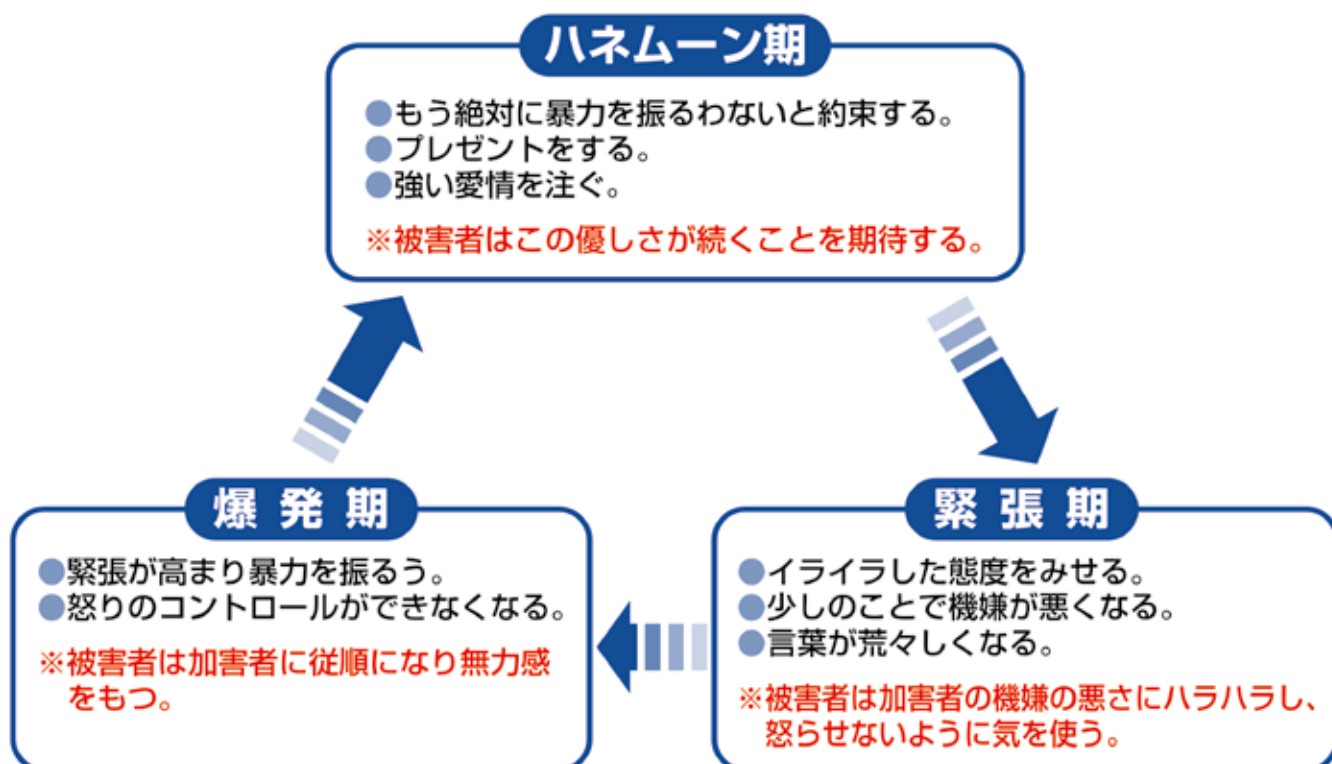 ハネムーン期
●もう絶対に暴力を振るわないと約束する。
●プレゼントをする。
●強い愛情を注ぐ。
※被害者はこの優しさが続くことを期待する。
爆発期
●緊張が高まり暴力を振るう。
●怒りのコントロールができなくなる。
※被害者は加害者に従順になり無力感
をもつ。
緊張期
●イライラした態度をみせる。
●少しのことで機嫌が悪くなる。
●言葉が荒々しくなる。
※被害者は加害者の機嫌の悪さにハラハラし、
怒らせないように気を使う。